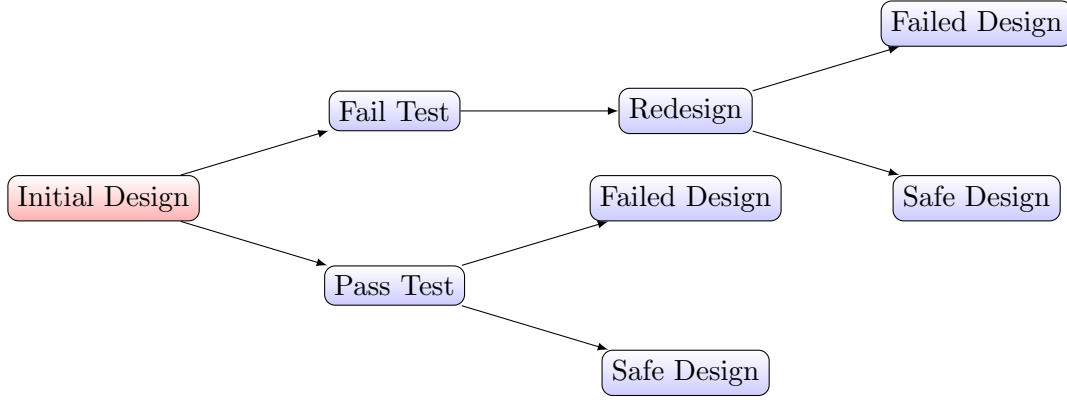 Failed Design
Fail Test
Redesign
Initial Design
Failed Design
Safe Design
Pass Test
Safe Design